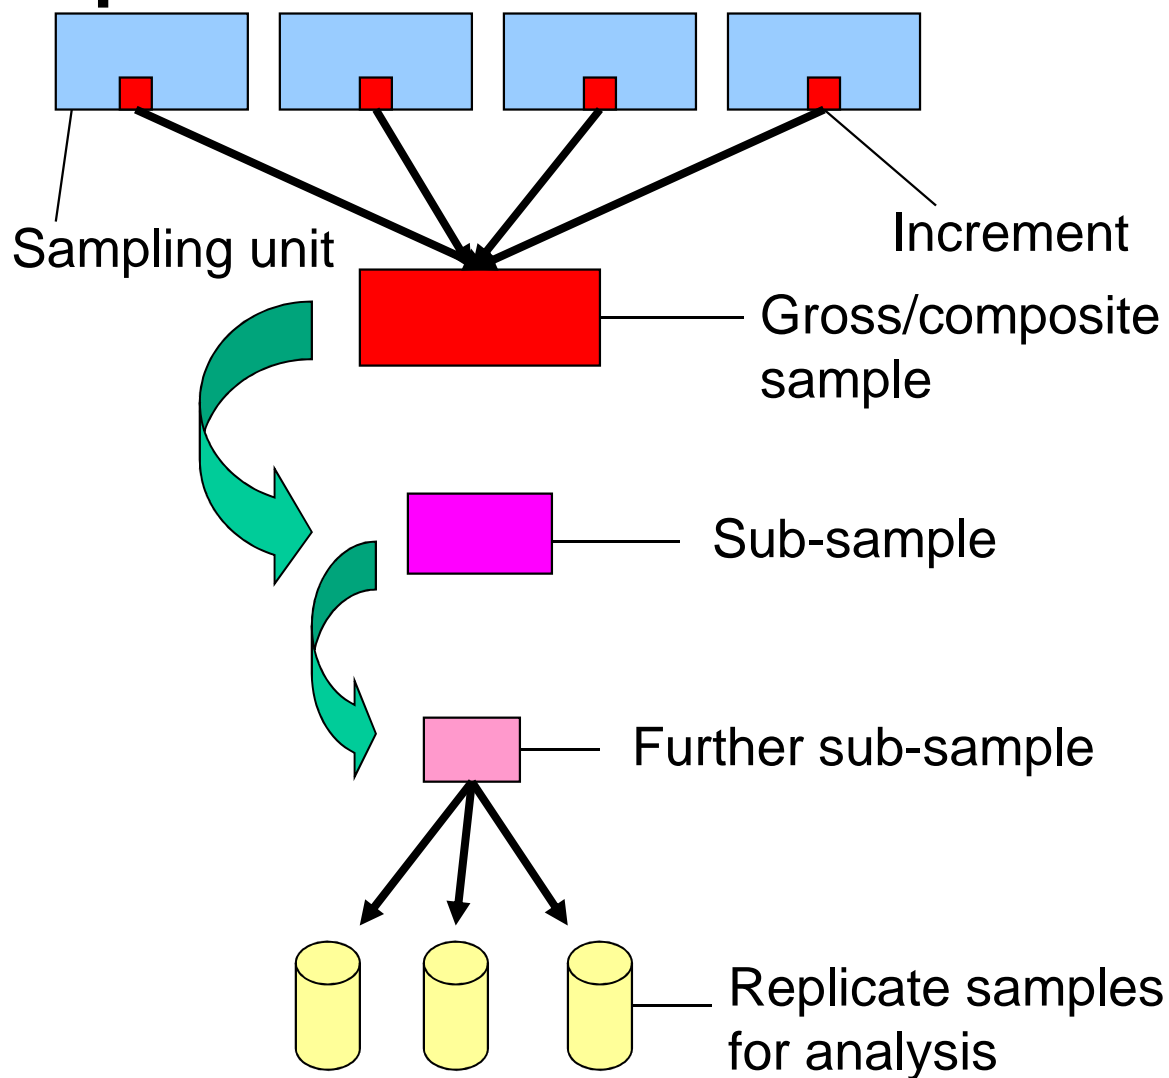 Sampling unit
Increment
Gross/composite
sample
Sub-sample
Further sub-sample
Replicate samples
for analysis